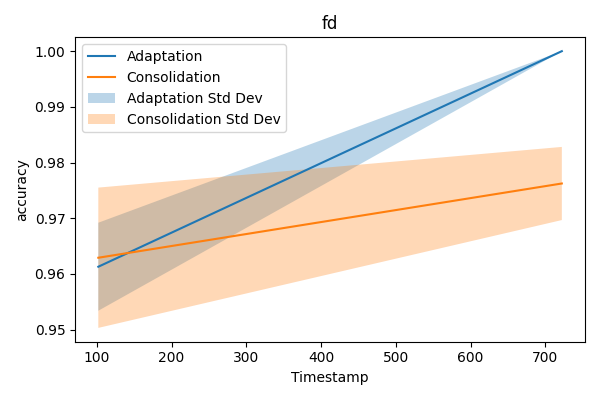 fd
1.00
0.99
0.98
0.97
0.96
0.95
accuracy
Adaptation
Consolidation
Adaptation Std Dev
Consolidation Std Dev
100 200 300 400 500 600 700
Timestamp